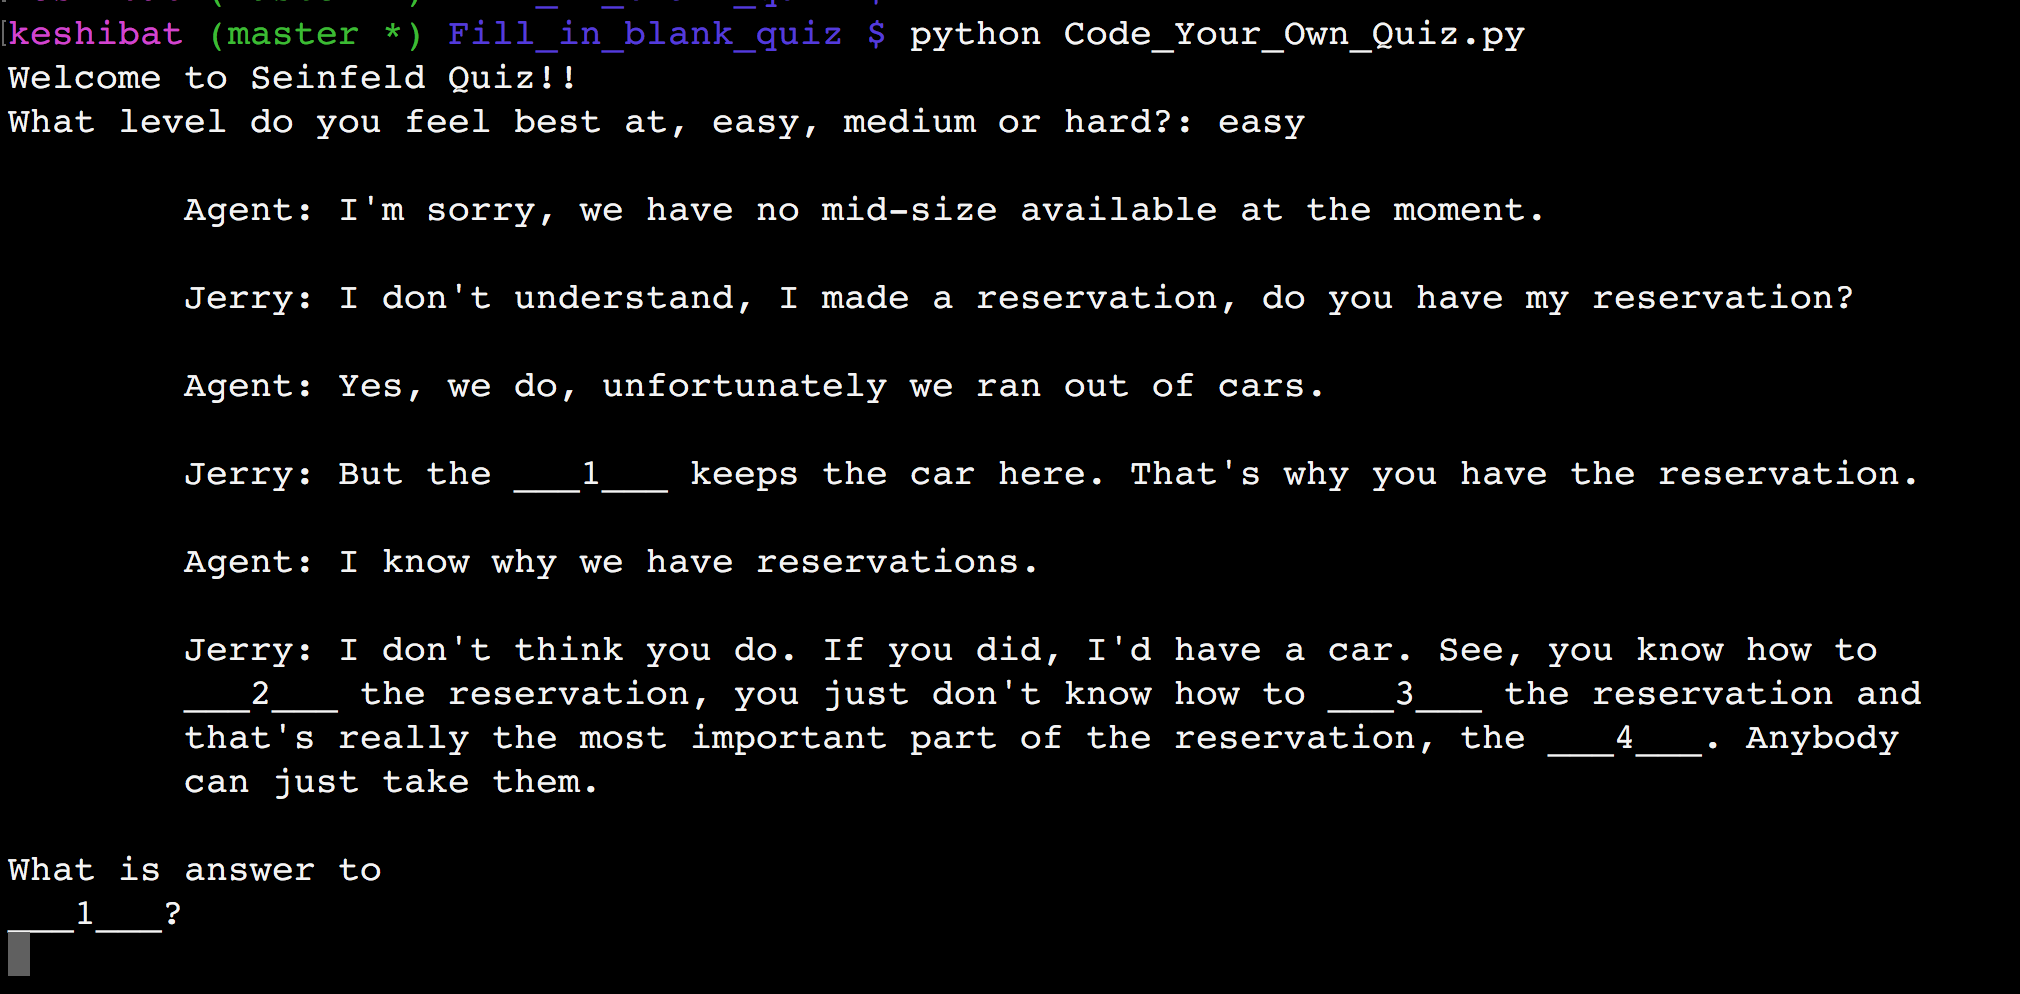 keshibat (master *) Fill_in_blank_quiz $ python Code_Your_Own_Quiz.py
Welcome to Seinfeld Quiz!!
What level do you feel best at, easy, medium or hard?: easy
Agent: I'm sorry, we have no mid-size available at the moment.
Jerry: I don't understand, I made a reservation, do you have my reservation?
Agent: Yes, we do, unfortunately we ran out of cars.
Jerry: But the ___1___ keeps the car here. That's why you have the reservation.
Agent: I know why we have reservations.
Jerry: I don't think you do. If you did, I'd have a car. See, you know how to
___2___ the reservation, you just don't know how to ___3___ the reservation and
that's really the most important part of the reservation, the ___4___. Anybody
can just take them.
What is answer to
___1___?